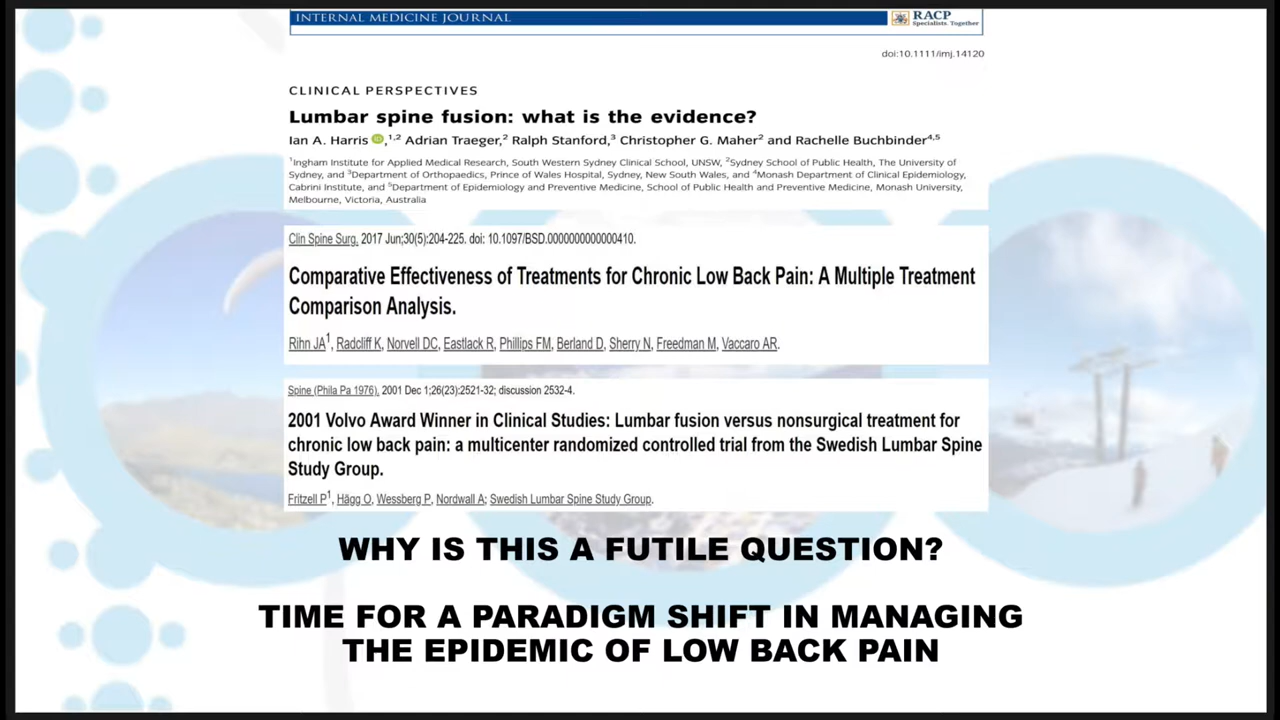 INTERNAL MEDICINE JOURNAL
RACP
Specialists. Together
doi:10.1111/imj.14120
CLINICAL PERSPECTIVES
Lumbar spine fusion: what is the evidence?
Ian A. Harris iD,1,2 Adrian Traeger,2 Ralph Stanford,3 Christopher G. Maher2 and Rachelle Buchbinder4,5
1Ingham Institute for Applied Medical Research, South Western Sydney Clinical School, UNSW, 2Sydney School of Public Health, The University of
Sydney, and 3Department of Orthopaedics, Prince of Wales Hospital, Sydney, New South Wales, and 4Monash Department of Clinical Epidemiology,
Cabrini Institute, and 5Department of Epidemiology and Preventive Medicine, School of Public Health and Preventive Medicine, Monash University,
Melbourne, Victoria, Australia
Clin Spine Surg. 2017 Jun;30(5):204-225. doi: 10.1097/BSD.0000000000000410.
Comparative Effectiveness of Treatments for Chronic Low Back Pain: A Multiple Treatment
Comparison Analysis.
Rihn JA1, Radcliff K, Norvell DC, Eastlack R, Phillips FM, Berland D, Sherry N, Freedman M, Vaccaro AR.
Spine (Phila Pa 1976). 2001 Dec 1;26(23):2521-32; discussion 2532-4.
2001 Volvo Award Winner in Clinical Studies: Lumbar fusion versus nonsurgical treatment for
chronic low back pain: a multicenter randomized controlled trial from the Swedish Lumbar Spine
Study Group.
Fritzell P1, Hägg O, Wessberg P, Nordwall A; Swedish Lumbar Spine Study Group.
WHY IS THIS A FUTILE QUESTION?
TIME FOR A PARADIGM SHIFT IN MANAGING
THE EPIDEMIC OF LOW BACK PAIN